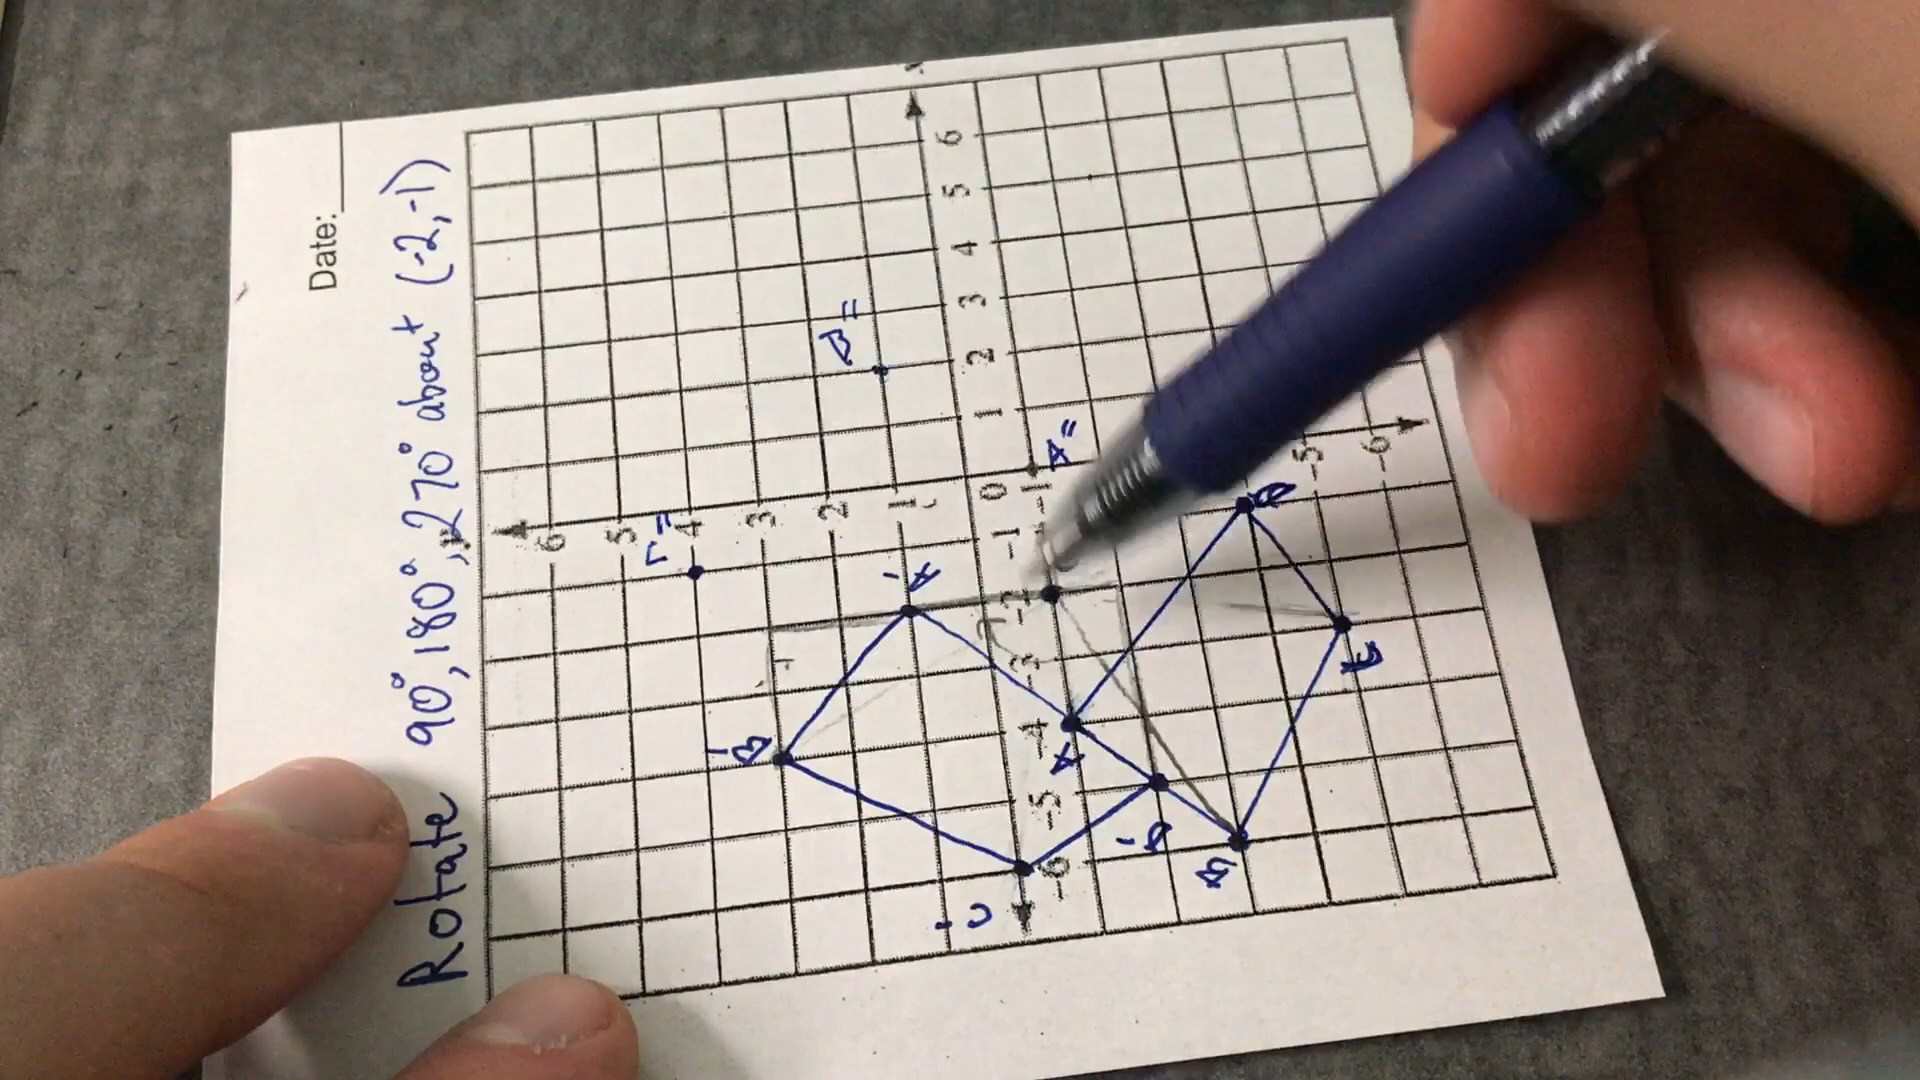 Date:
Rotate 90°, 180°, 270° about (-2,-1)
6
5
4
3
2
1
0
-1
-2
-3
-4
-5
-6
6
5
4
3
2
1
-1
-5
-6
A'
B'
C'
D'
A"
A
B
D